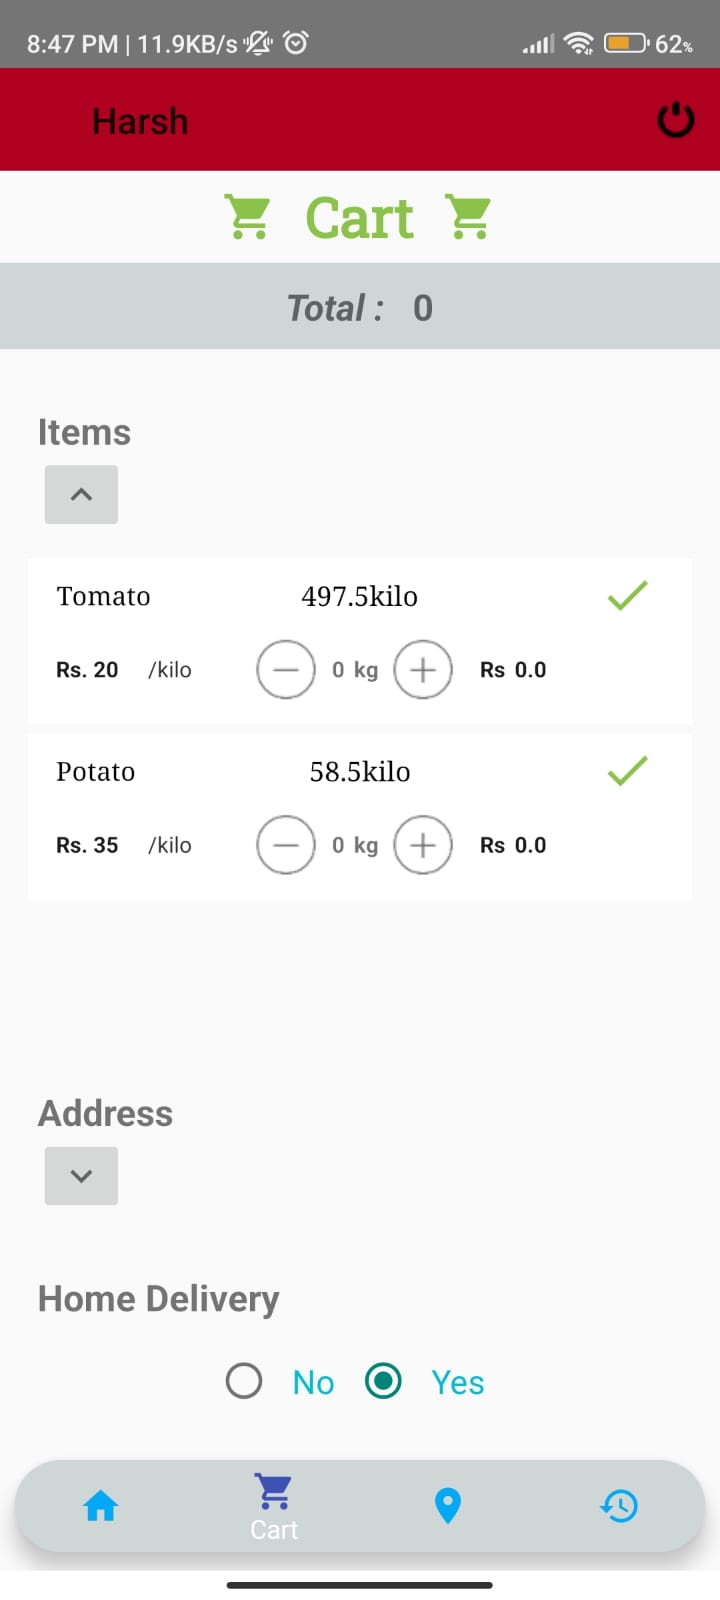 8:47 PM | 11.9KB/s 62%
Harsh
Cart
Total : 0
Items
Tomato 497.5kilo
Rs. 20 /kilo 0 kg Rs 0.0
Potato 58.5kilo
Rs. 35 /kilo 0 kg Rs 0.0
Address
Home Delivery
No Yes
Cart